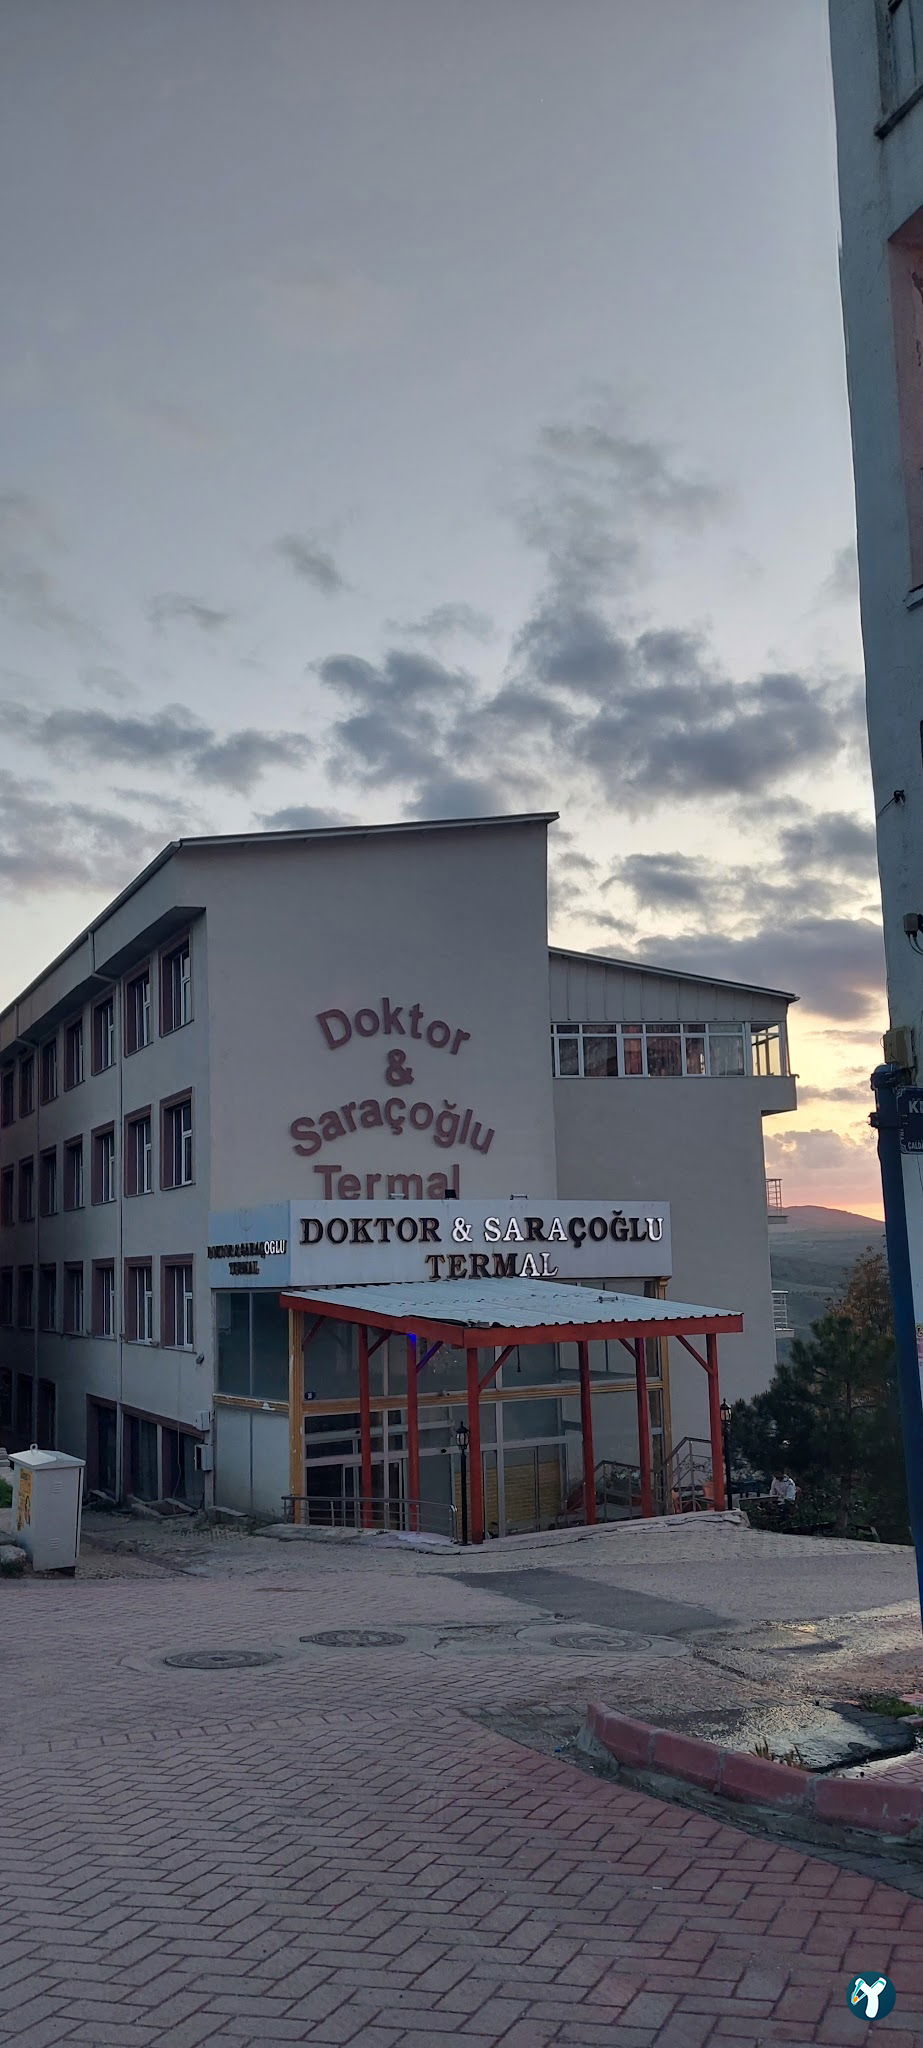 Doktor
&
Saraçoğlu
Termal
DOKTOR & SARAÇOĞLU
TERMAL
DOKTOR & SARAÇOĞLU
TERMAL